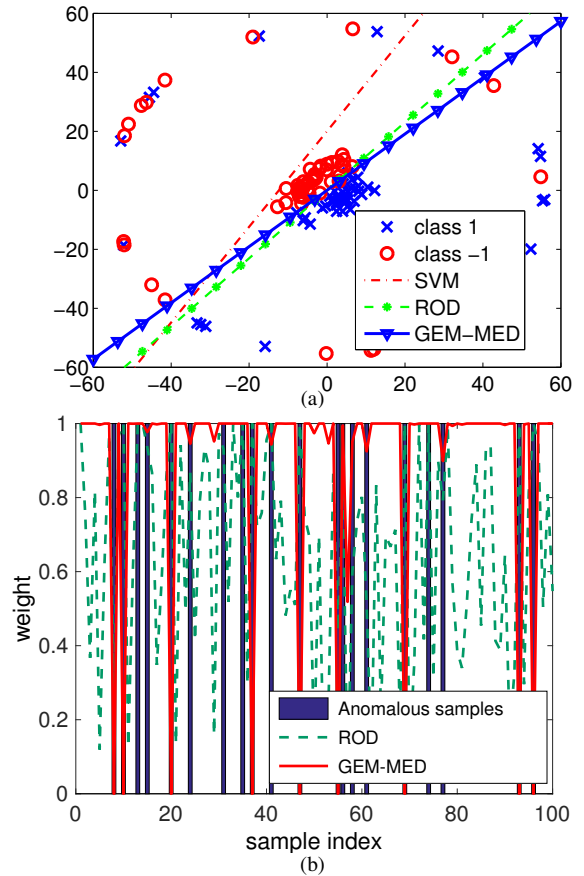 60
40
20
0
−20
−40
−60
−60 −40 −20 0 20 40 60
class 1
class −1
SVM
ROD
GEM−MED
(a)
1
0.8
0.6
0.4
0.2
0
weight
0 20 40 60 80 100
Anomalous samples
ROD
GEM-MED
sample index
(b)